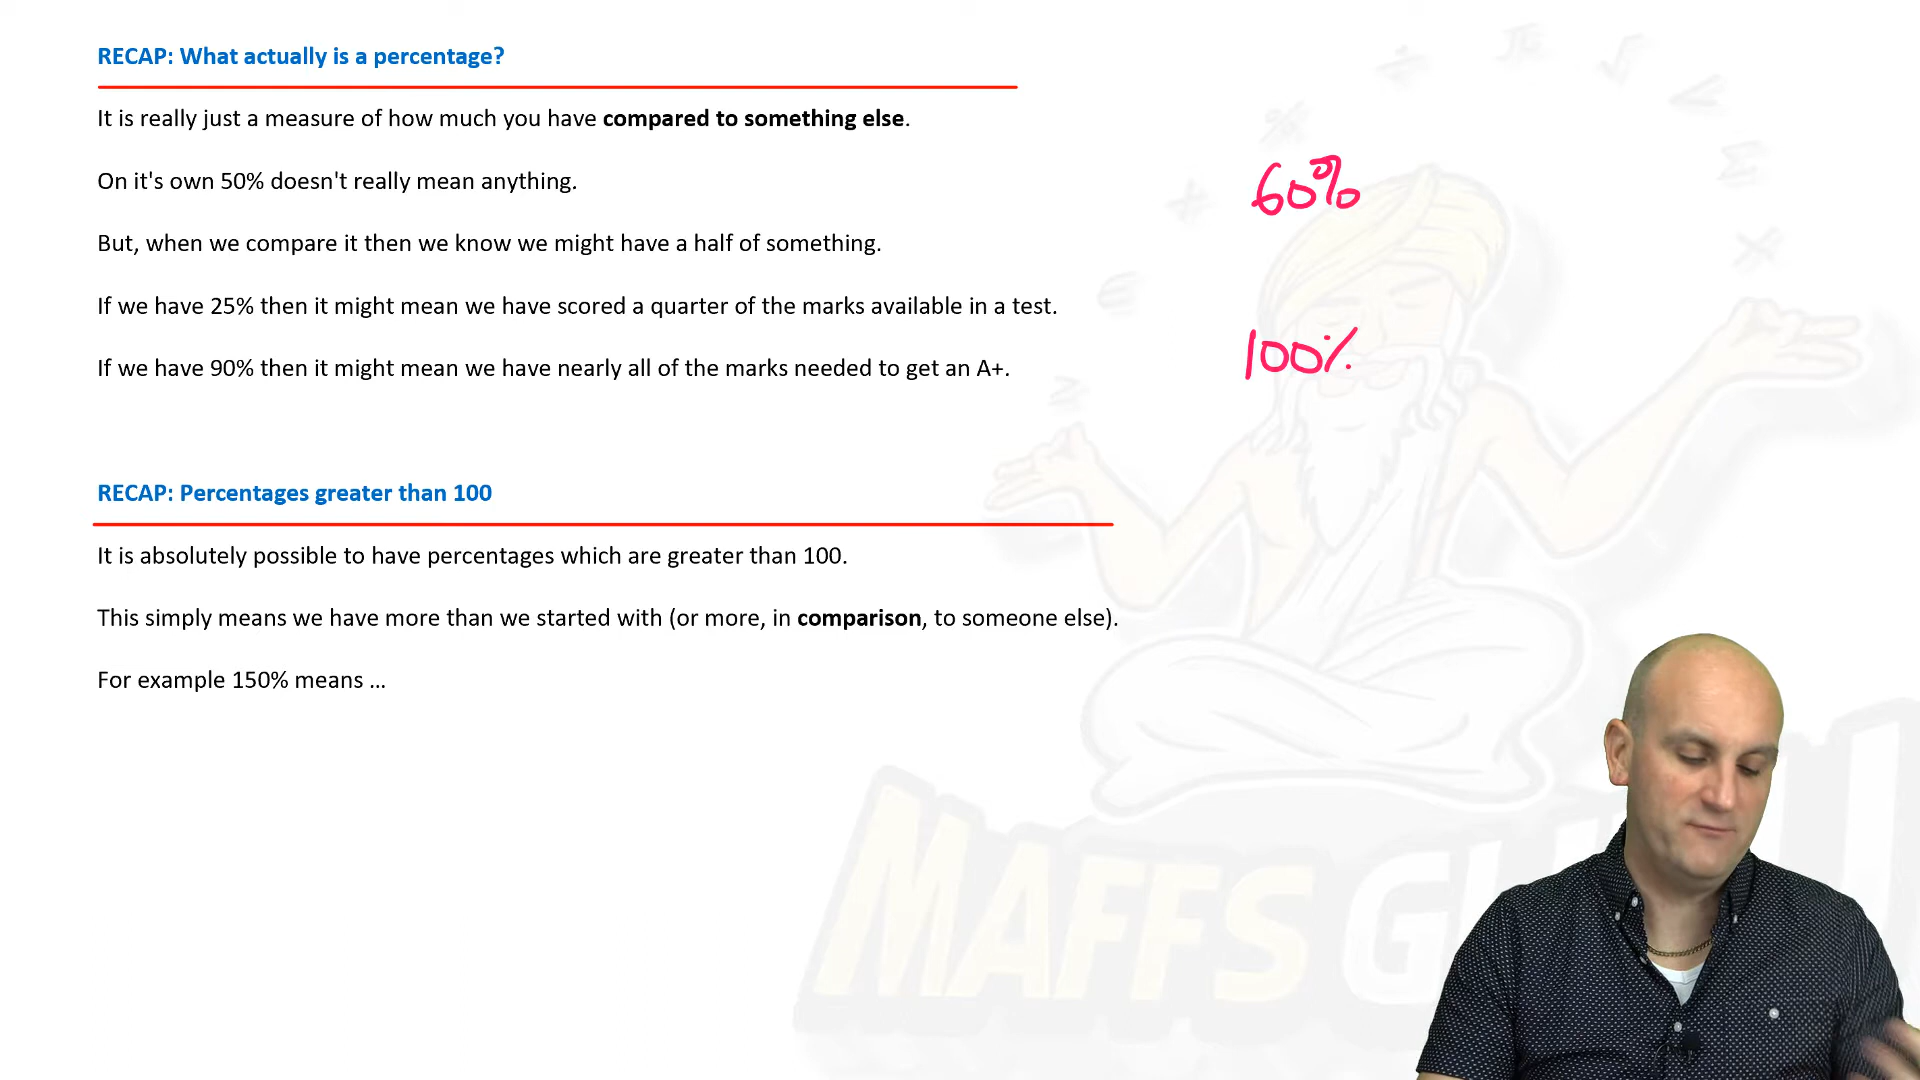 RECAP: What actually is a percentage?
It is really just a measure of how much you have compared to something else.
On it's own 50% doesn't really mean anything.
60%
But, when we compare it then we know we might have a half of something.
If we have 25% then it might mean we have scored a quarter of the marks available in a test.
100%
If we have 90% then it might mean we have nearly all of the marks needed to get an A+.
RECAP: Percentages greater than 100
It is absolutely possible to have percentages which are greater than 100.
This simply means we have more than we started with (or more, in comparison, to someone else).
For example 150% means ...
MAFFS G